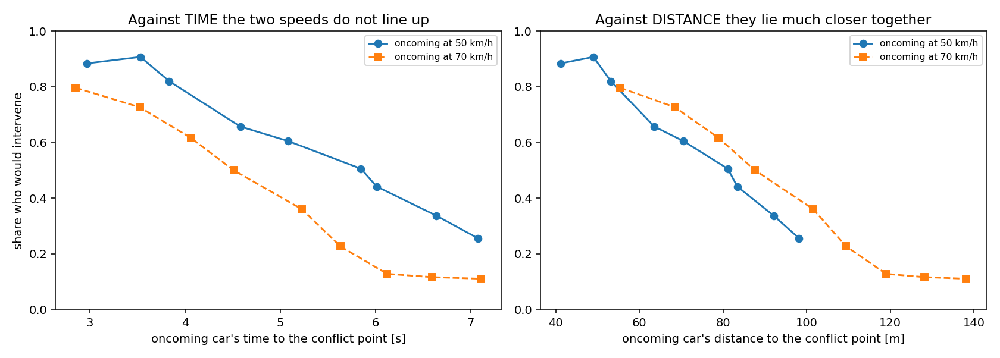 Against TIME the two speeds do not line up
1.0
0.8
0.6
0.4
0.2
0.0
share who would intervene
oncoming at 50 km/h
oncoming at 70 km/h
3 4 5 6 7
oncoming car's time to the conflict point [s]
Against DISTANCE they lie much closer together
1.0
0.8
0.6
0.4
0.2
0.0
oncoming at 50 km/h
oncoming at 70 km/h
40 60 80 100 120 140
oncoming car's distance to the conflict point [m]